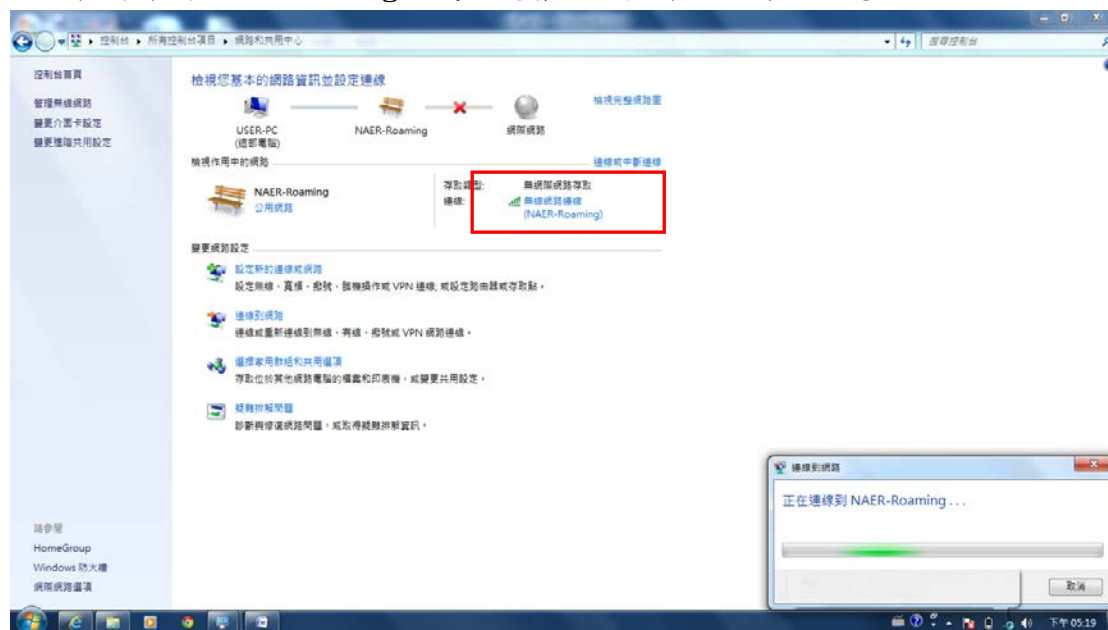 控制台 ▸ 所有控制台項目 ▸ 網路和共用中心
搜尋控制台
控制台首頁
管理無線網路
變更介面卡設定
變更進階共用設定
檢視您基本的網路資訊並設定連線
檢視完整網路圖
USER-PC
(這部電腦)
NAER-Roaming
網際網路
檢視作用中的網路
連線或中斷連線
NAER-Roaming
公用網路
存取類型: 無網際網路存取
連線: 無線網路連線
(NAER-Roaming)
變更網路設定
設定新的連線或網路
設定無線、寬頻、撥號、臨機操作或 VPN 連線; 或設定路由器或存取點。
連線到網路
連線或重新連線到無線、有線、撥號或 VPN 網路連線。
選擇家用群組和共用選項
存取位於其他網路電腦的檔案和印表機，或變更共用設定。
疑難排解問題
診斷與修復網路問題，或取得疑難排解資訊。
請參閱
HomeGroup
Windows 防火牆
網際網路選項
連線到網路
正在連線到 NAER-Roaming . . .
取消
下午 05:19